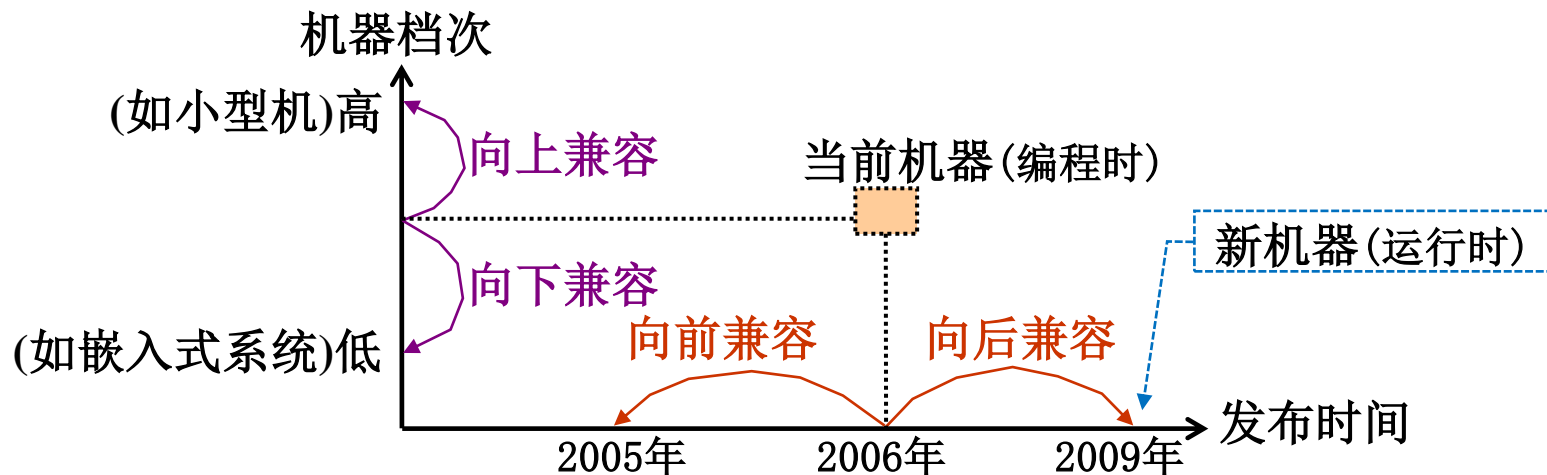 机器档次
(如小型机)高
向上兼容
当前机器(编程时)
新机器(运行时)
向下兼容
(如嵌入式系统)低
向前兼容
向后兼容
发布时间
2005年
2006年
2009年